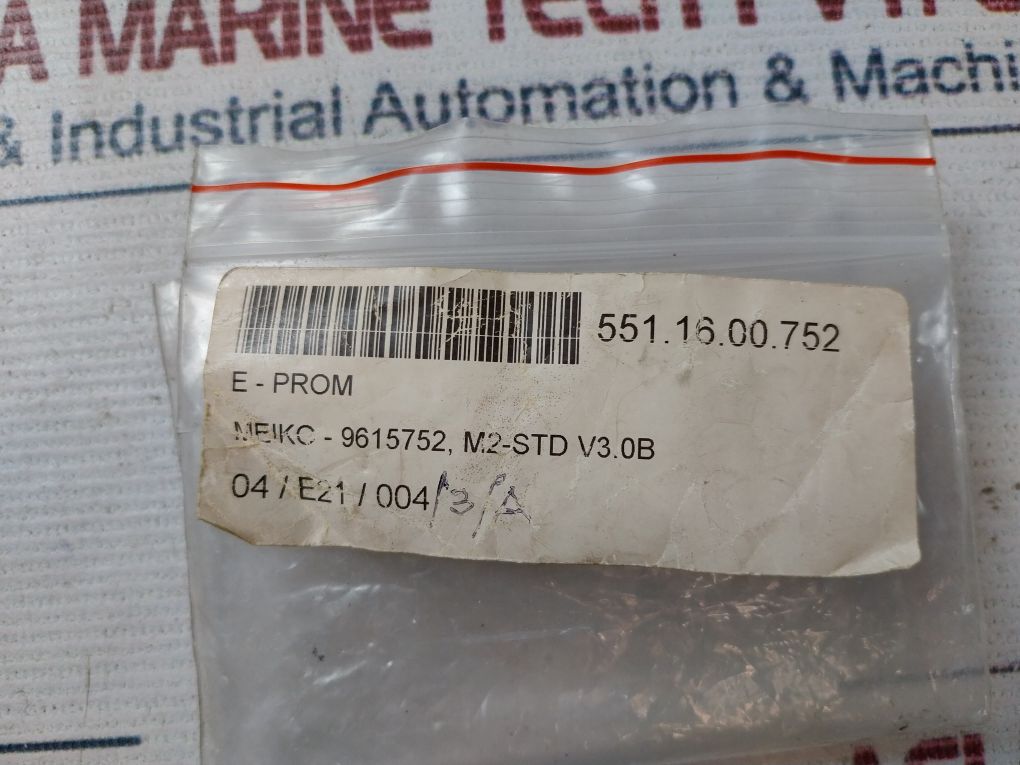 A MARINE TECH PVT
& Industrial Automation & Machi
551.16.00.752
E - PROM
MEIKO - 9615752, M2-STD V3.0B
04 / E21 / 004/3/A